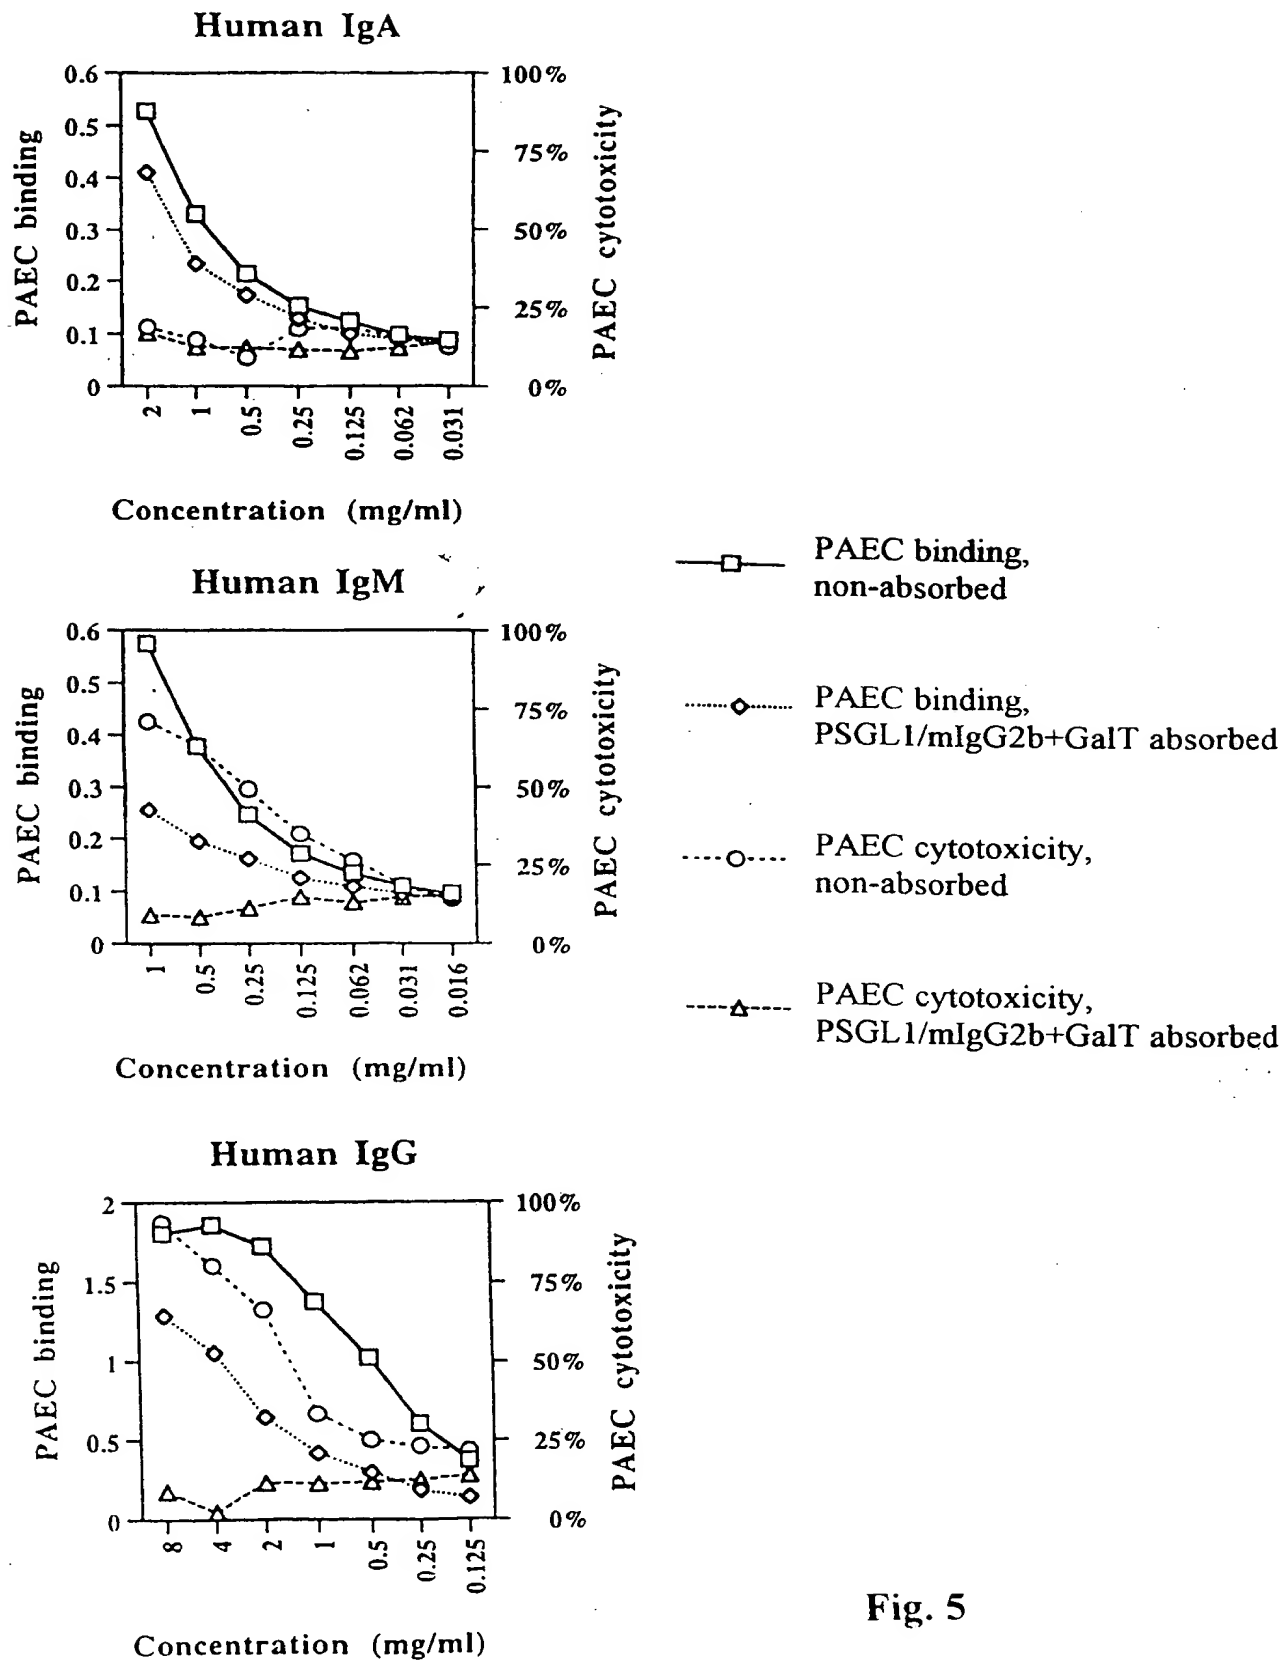 Human IgA
0.6
0.5
0.4
0.3
0.2
0.1
0
PAEC binding
100%
75%
50%
25%
0%
PAEC cytotoxicity
2
1
0.5
0.25
0.125
0.062
0.031
Concentration (mg/ml)
Human IgM
0.6
0.5
0.4
0.3
0.2
0.1
0
PAEC binding
100%
75%
50%
25%
0%
PAEC cytotoxicity
1
0.5
0.25
0.125
0.062
0.031
0.016
Concentration (mg/ml)
PAEC binding,
non-absorbed
PAEC binding,
PSGL1/mIgG2b+GalT absorbed
PAEC cytotoxicity,
non-absorbed
PAEC cytotoxicity,
PSGL1/mIgG2b+GalT absorbed
Human IgG
2
1.5
1
0.5
0
PAEC binding
100%
75%
50%
25%
0%
PAEC cytotoxicity
8
4
2
1
0.5
0.25
0.125
Concentration (mg/ml)
Fig. 5